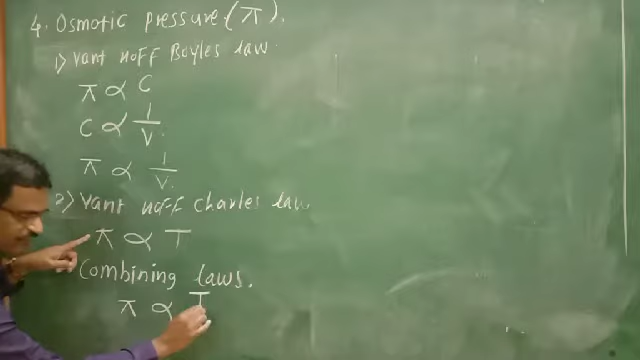 4. Osmotic pressure (π).
1) Vant Hoff Boyles law
π ∝ C
C ∝ 1/V.
π ∝ 1/V.
2) Vant Hoff Charles law
π ∝ T
Combining laws.
π ∝ T